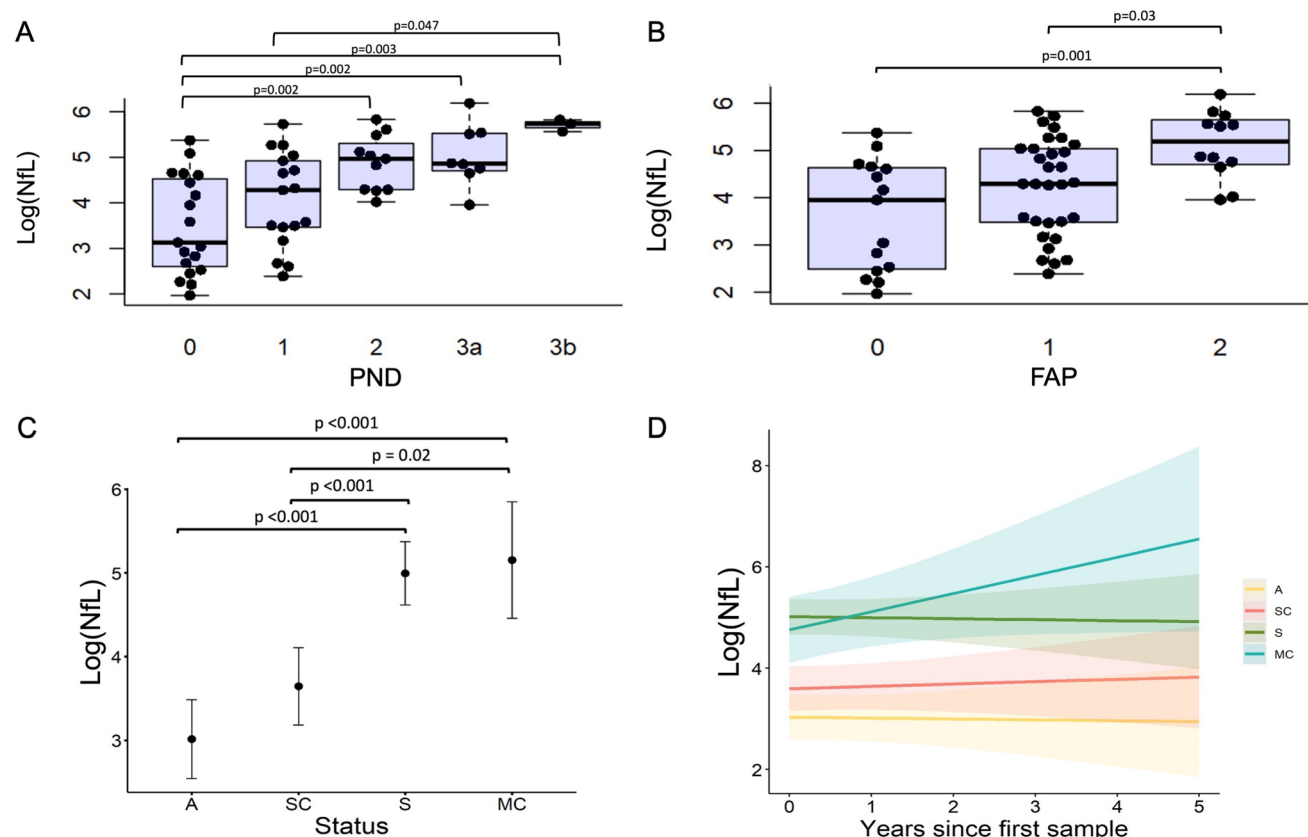 A
p=0.047
p=0.003
p=0.002
p=0.002
Log(NfL)
6
5
4
3
2
0 1 2 3a 3b
PND
B
p=0.03
p=0.001
Log(NfL)
6
5
4
3
2
0 1 2
FAP
C
p <0.001
p = 0.02
p <0.001
p <0.001
Log(NfL)
6
5
4
3
A SC S MC
Status
D
Log(NfL)
8
6
4
2
0 1 2 3 4 5
Years since first sample
A
SC
S
MC